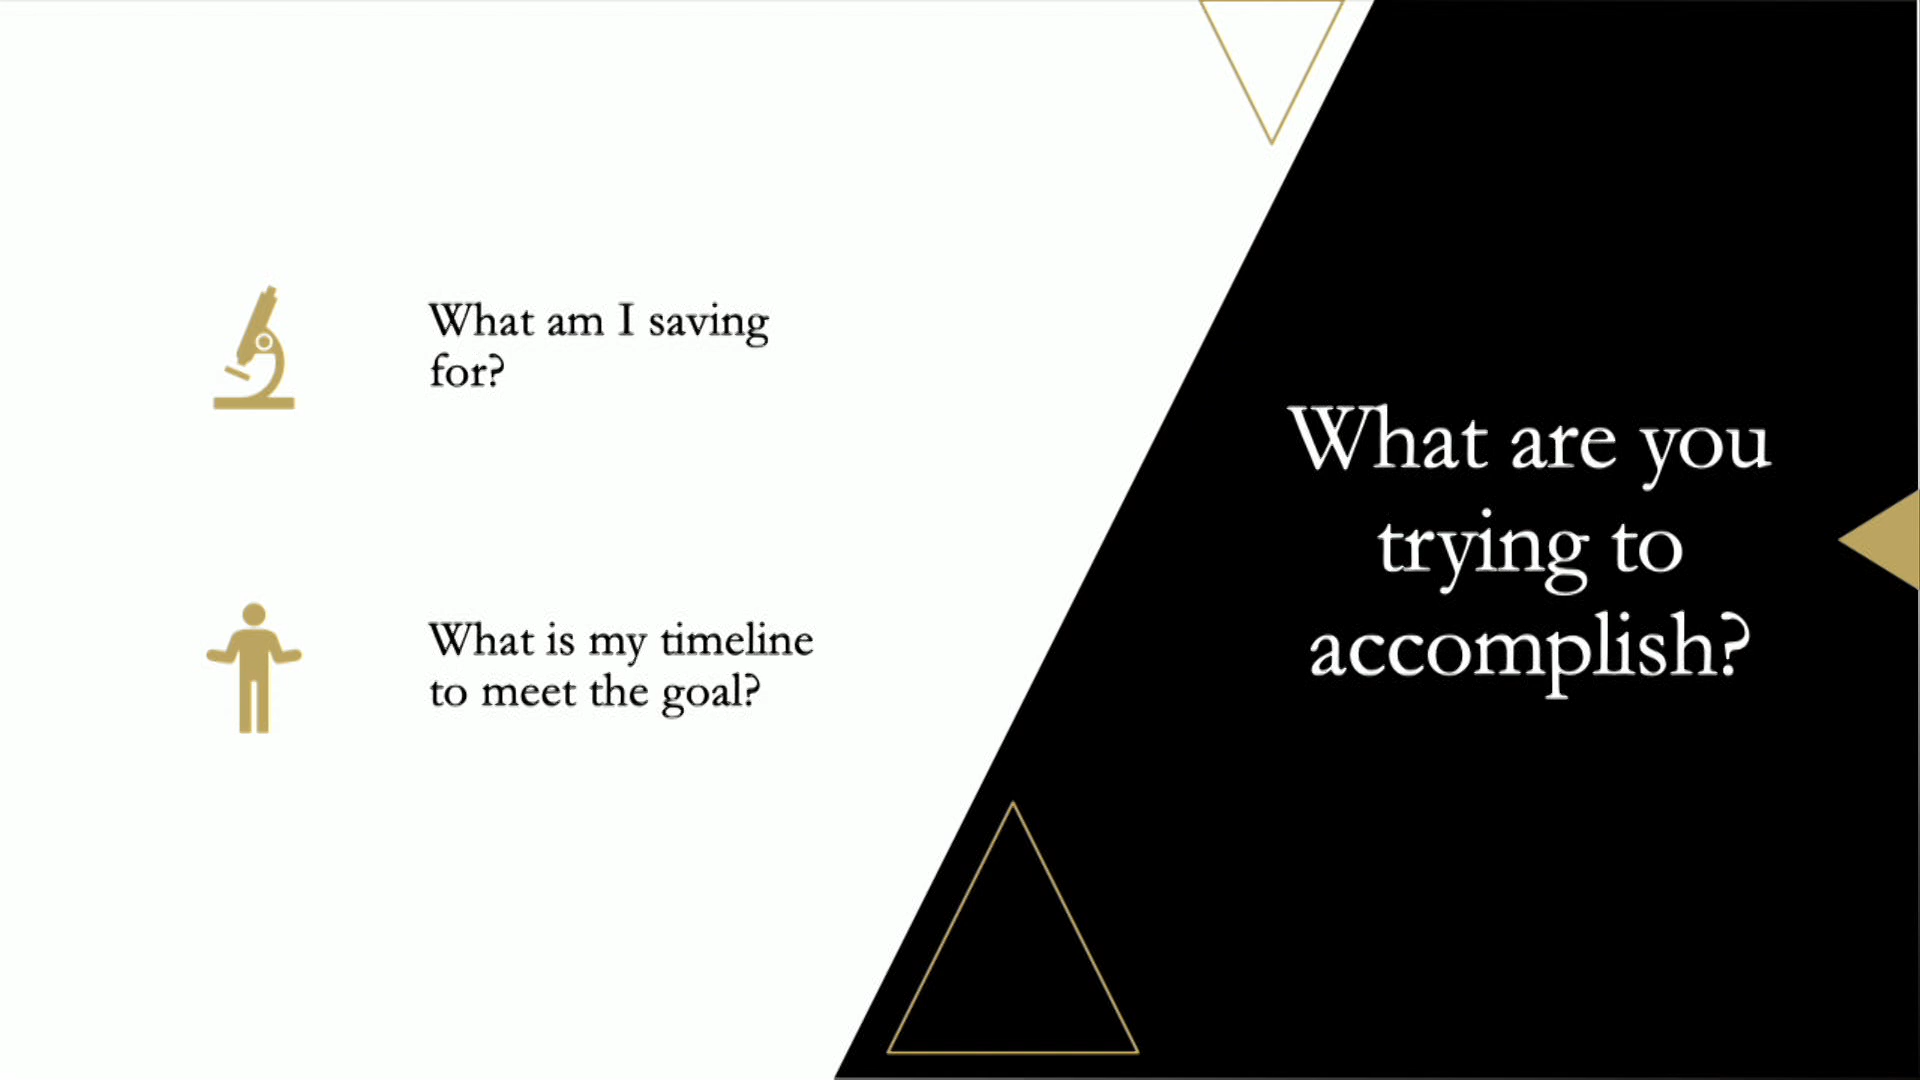 What am I saving
for?
What is my timeline
to meet the goal?
What are you
trying to
accomplish?